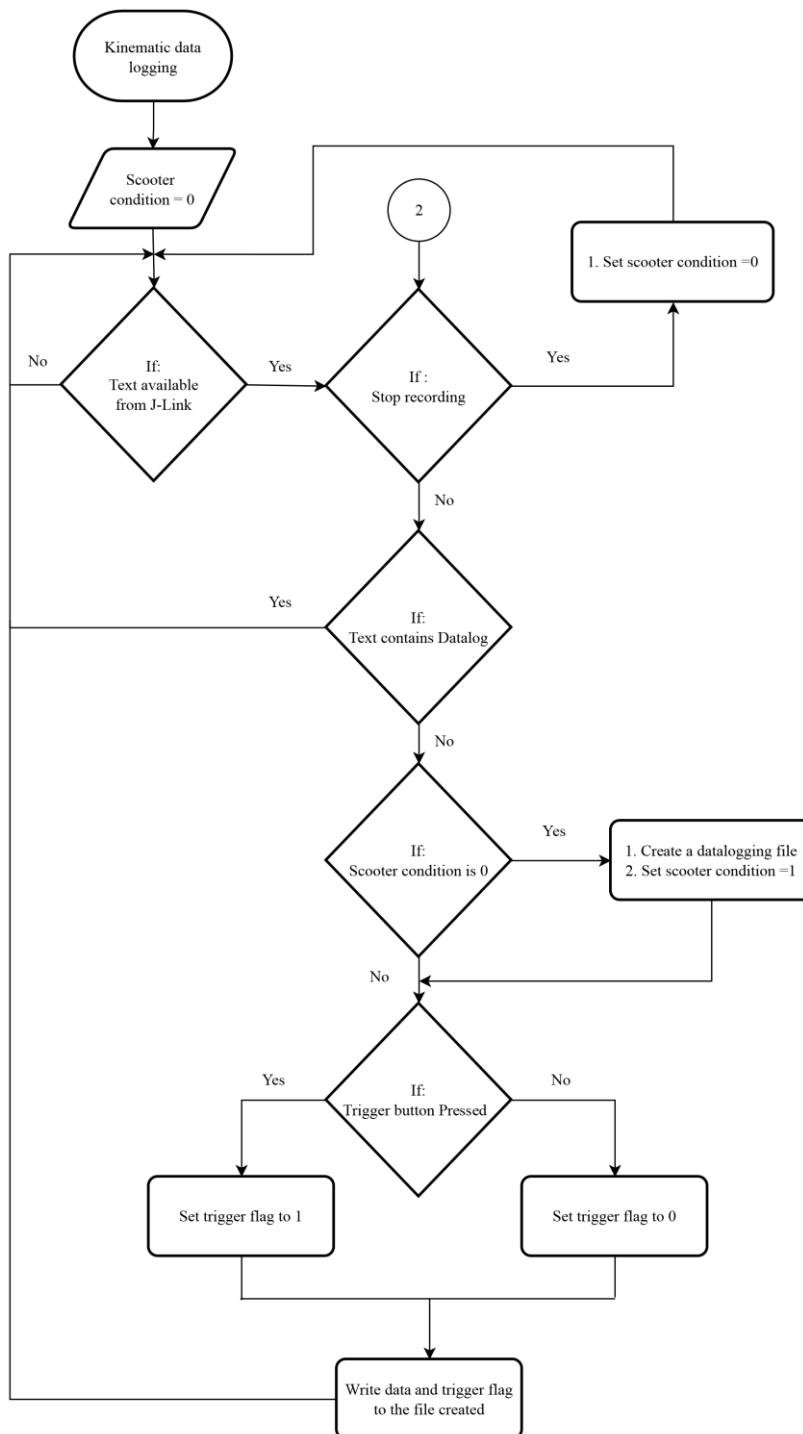 Kinematic data
logging
Scooter
condition = 0
2
1. Set scooter condition =0
No
If:
Text available
from J-Link
Yes
If :
Stop recording
Yes
No
Yes
If:
Text contains Datalog
No
If:
Scooter condition is 0
Yes
1. Create a datalogging file
2. Set scooter condition =1
No
Yes
If:
Trigger button Pressed
No
Set trigger flag to 1
Set trigger flag to 0
Write data and trigger flag
to the file created